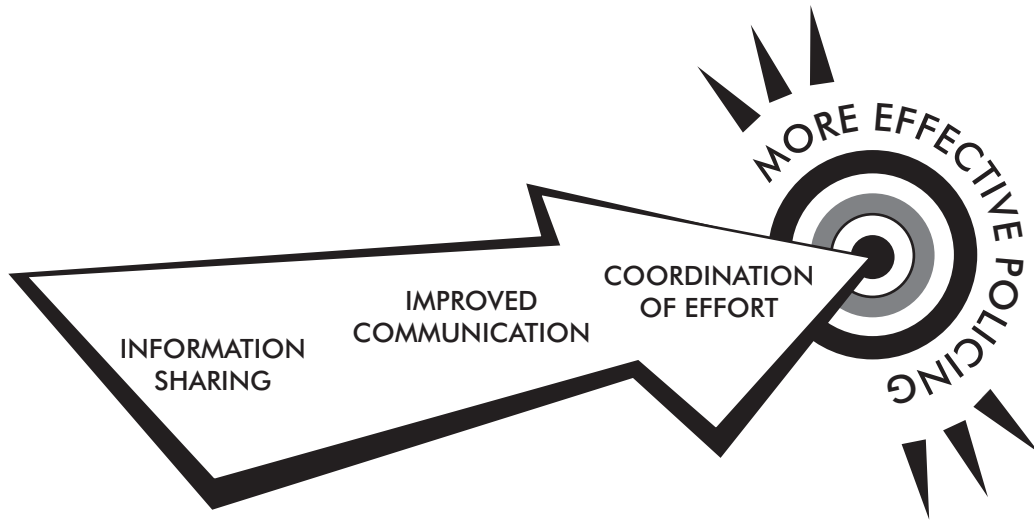 INFORMATION
SHARING
IMPROVED
COMMUNICATION
COORDINATION
OF EFFORT
MORE EFFECTIVE POLICING